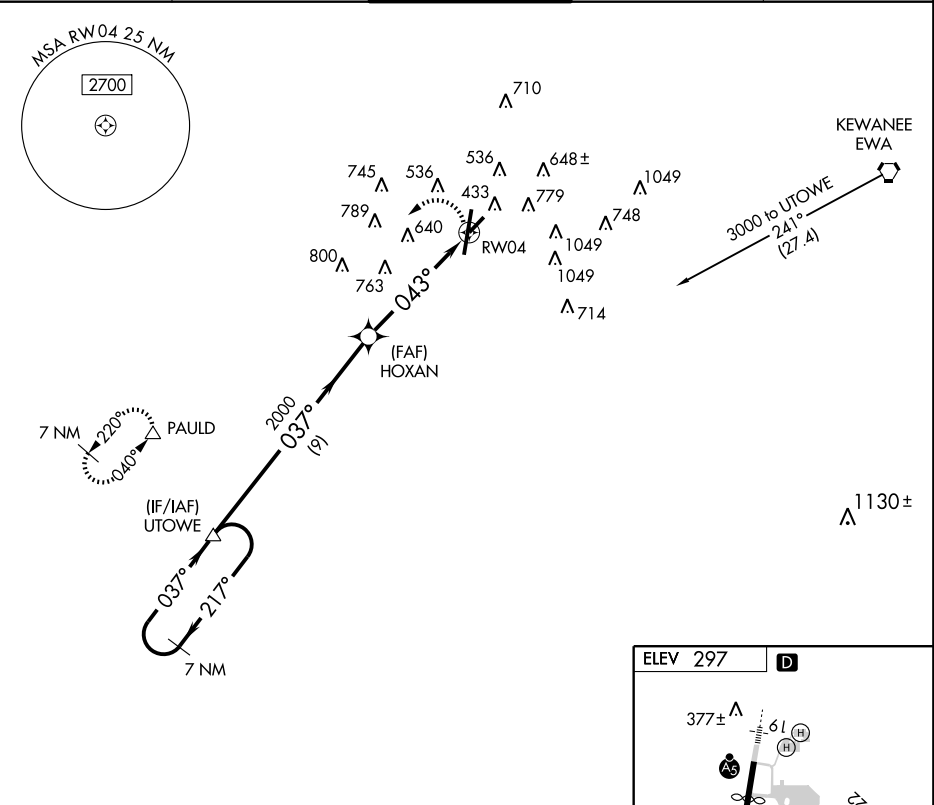 MSA RW04 25 NM
2700
710
KEWANEE
EWA
745
536
536
648±
1049
433
779
789
640
748
3000 to UTOWE
241°
(27.4)
RW04
1049
800
763
1049
043°
714
(FAF)
HOXAN
2000
037°
(9)
7 NM
220°
040°
PAULD
(IF/IAF)
UTOWE
1130±
037°
217°
7 NM
ELEV 297
D
377±
19
H
H
A5
22